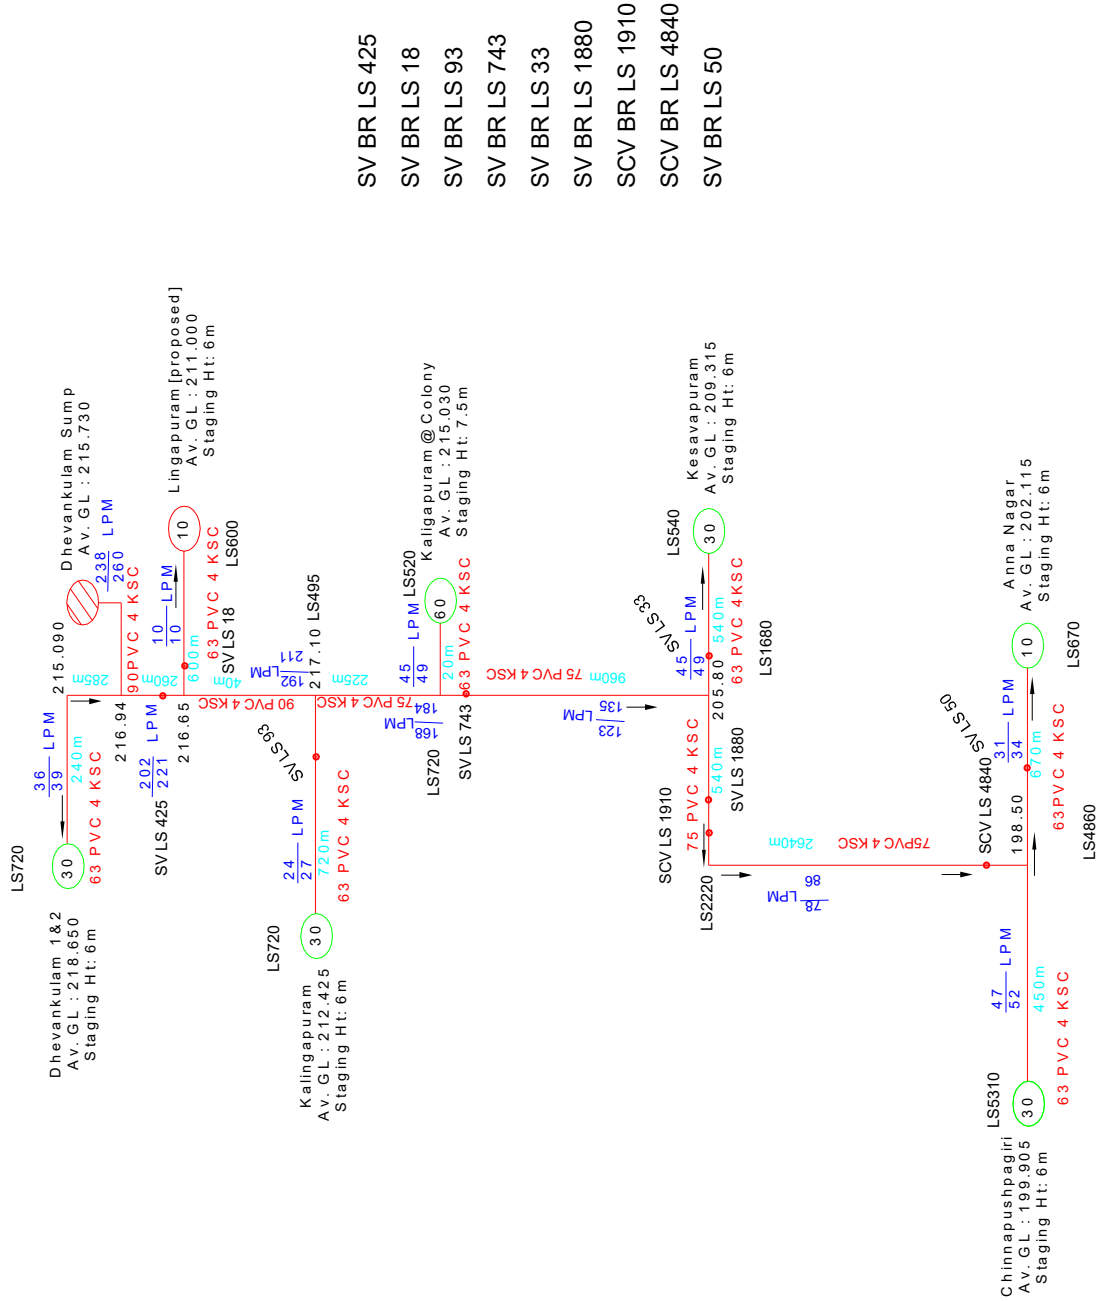 SV BR LS 425
SV BR LS 18
SV BR LS 93
SV BR LS 743
SV BR LS 33
SV BR LS 1880
SCV BR LS 1910
SCV BR LS 4840
SV BR LS 50
Dhevankulam Sump
Av. GL : 215.730
238 LPM
260
90PVC 4 KSC
215.090
285m
36 LPM
39
240m
63 PVC 4 KSC
LS720
30
Dhevankulam 1&2
Av. GL : 218.650
Staging Ht: 6m
216.94
260m
202 LPM
221
SV LS 425
216.65
Lingapuram [proposed]
Av. GL : 211.000
Staging Ht: 6m
10
10 LPM
10
600m
63 PVC 4 KSC
LS600
SV LS 18
40m
90 PVC 4 KSC
192 LPM
211
217.10 LS495
225m
75 PVC 4 KSC
SV LS 93
24 LPM
27
720m
63 PVC 4 KSC
LS720
30
Kalingapuram
Av. GL : 212.425
Staging Ht: 6m
168 LPM
184
LS720
SV LS 743
45 LPM
49
LS520
60
20m
63 PVC 4 KSC
Kaligapuram @ Colony
Av. GL : 215.030
Staging Ht: 7.5m
75 PVC 4 KSC
960m
123 LPM
135
205.80
LS1680
SV LS 33
45 LPM
49
540m
63 PVC 4 KSC
LS540
30
Kesavapuram
Av. GL : 209.315
Staging Ht: 6m
75 PVC 4 KSC
540m
SV LS 1880
SCV LS 1910
LS2220
2640m
75PVC 4 KSC
78 LPM
86
SCV LS 4840
198.50
LS4860
SV LS 50
31 LPM
34
670m
63PVC 4 KSC
LS670
10
Anna Nagar
Av. GL : 202.115
Staging Ht: 6m
47 LPM
52
450m
63 PVC 4 KSC
LS5310
30
Chinnapushpagiri
Av. GL : 199.905
Staging Ht: 6m